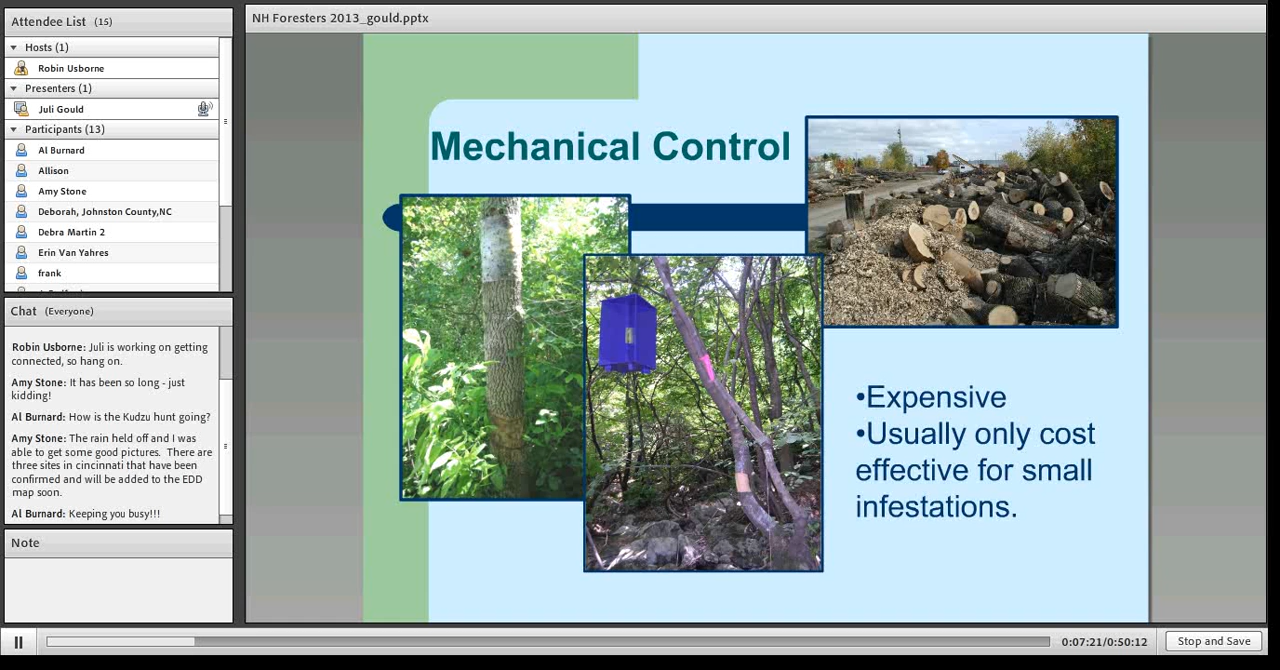 Attendee List (15)
Hosts (1)
Robin Usborne
Presenters (1)
Juli Gould
Participants (13)
Al Burnard
Allison
Amy Stone
Deborah, Johnston County,NC
Debra Martin 2
Erin Van Yahres
frank
Chat (Everyone)
Robin Usborne: Juli is working on getting
connected, so hang on.
Amy Stone: It has been so long - just
kidding!
Al Burnard: How is the Kudzu hunt going?
Amy Stone: The rain held off and I was
able to get some good pictures. There are
three sites in cincinnati that have been
confirmed and will be added to the EDD
map soon.
Al Burnard: Keeping you busy!!!
Note
NH Foresters 2013_gould.pptx
Mechanical Control
•Expensive
•Usually only cost
effective for small
infestations.
0:07:21/0:50:12
Stop and Save